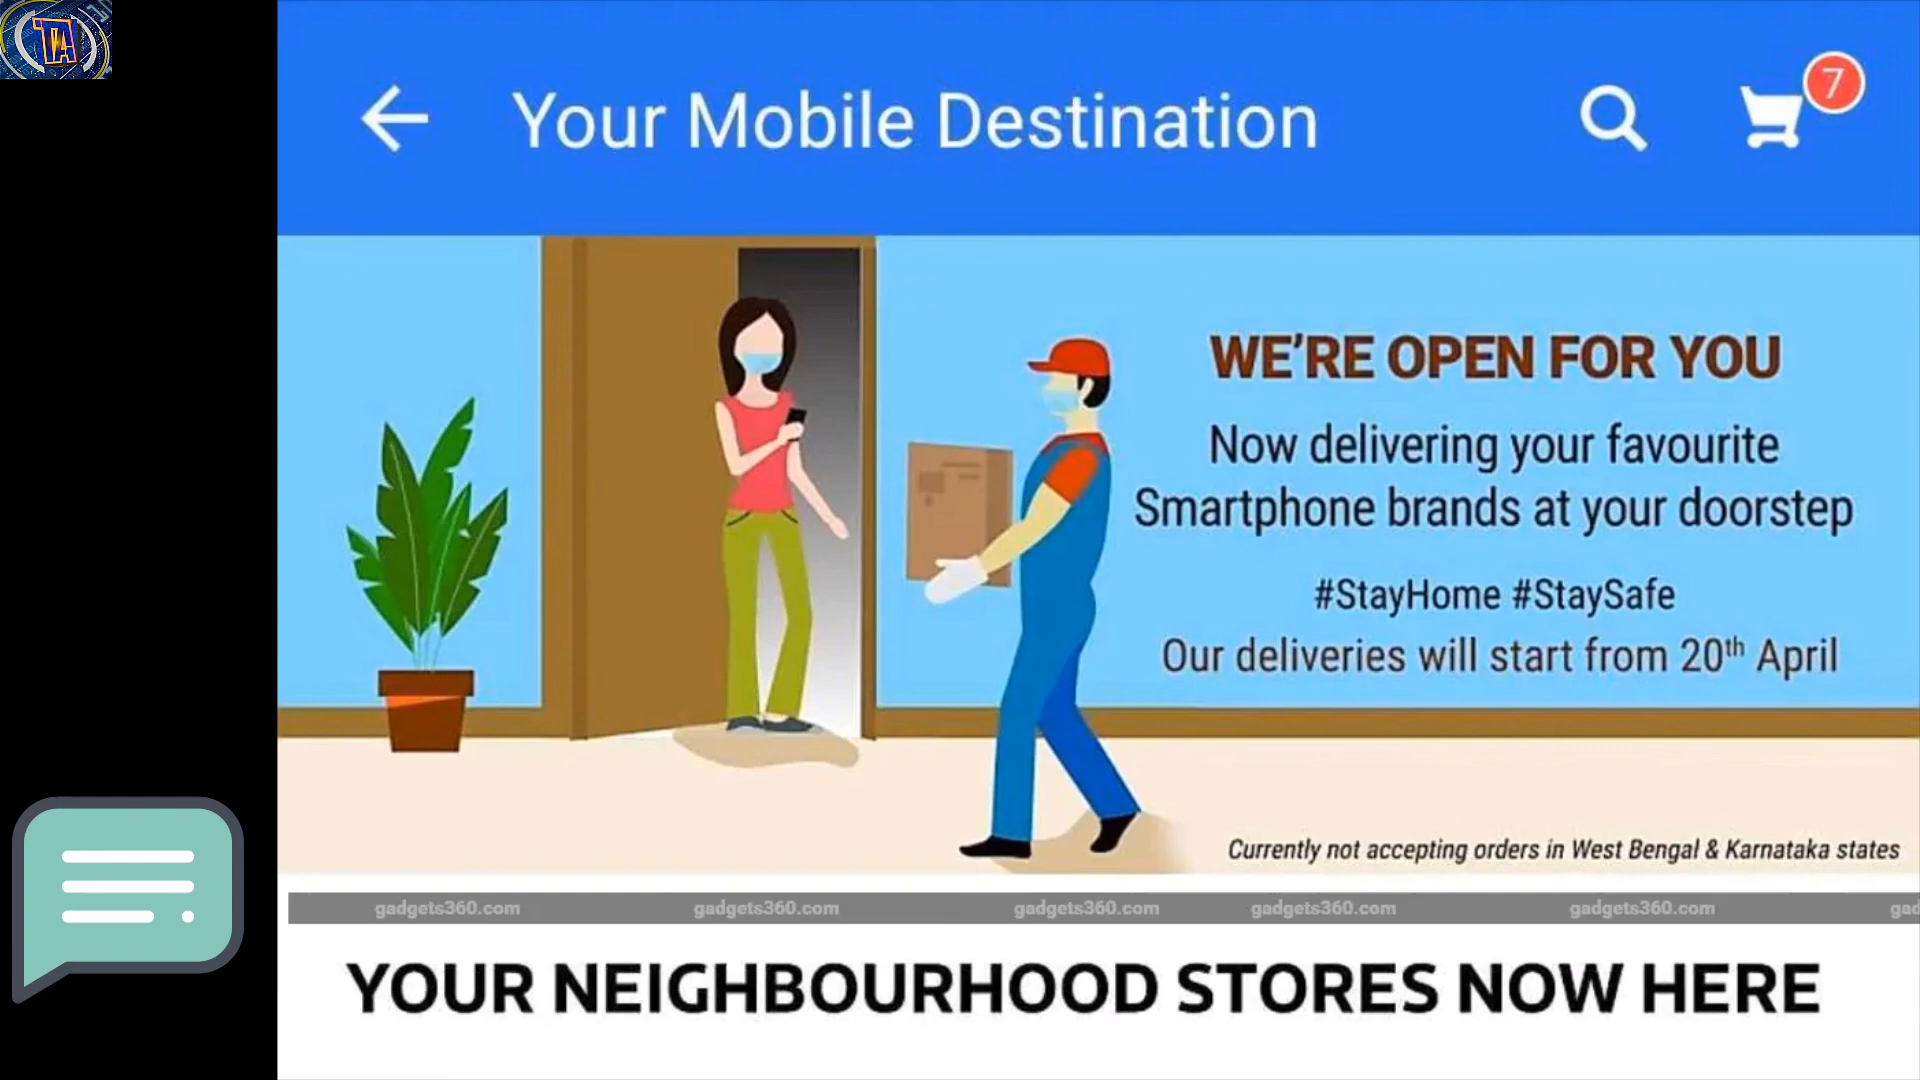 Your Mobile Destination
7
WE'RE OPEN FOR YOU
Now delivering your favourite
Smartphone brands at your doorstep
#StayHome #StaySafe
Our deliveries will start from 20th April
Currently not accepting orders in West Bengal & Karnataka states
gadgets360.com gadgets360.com gadgets360.com gadgets360.com gadgets360.com gad
YOUR NEIGHBOURHOOD STORES NOW HERE